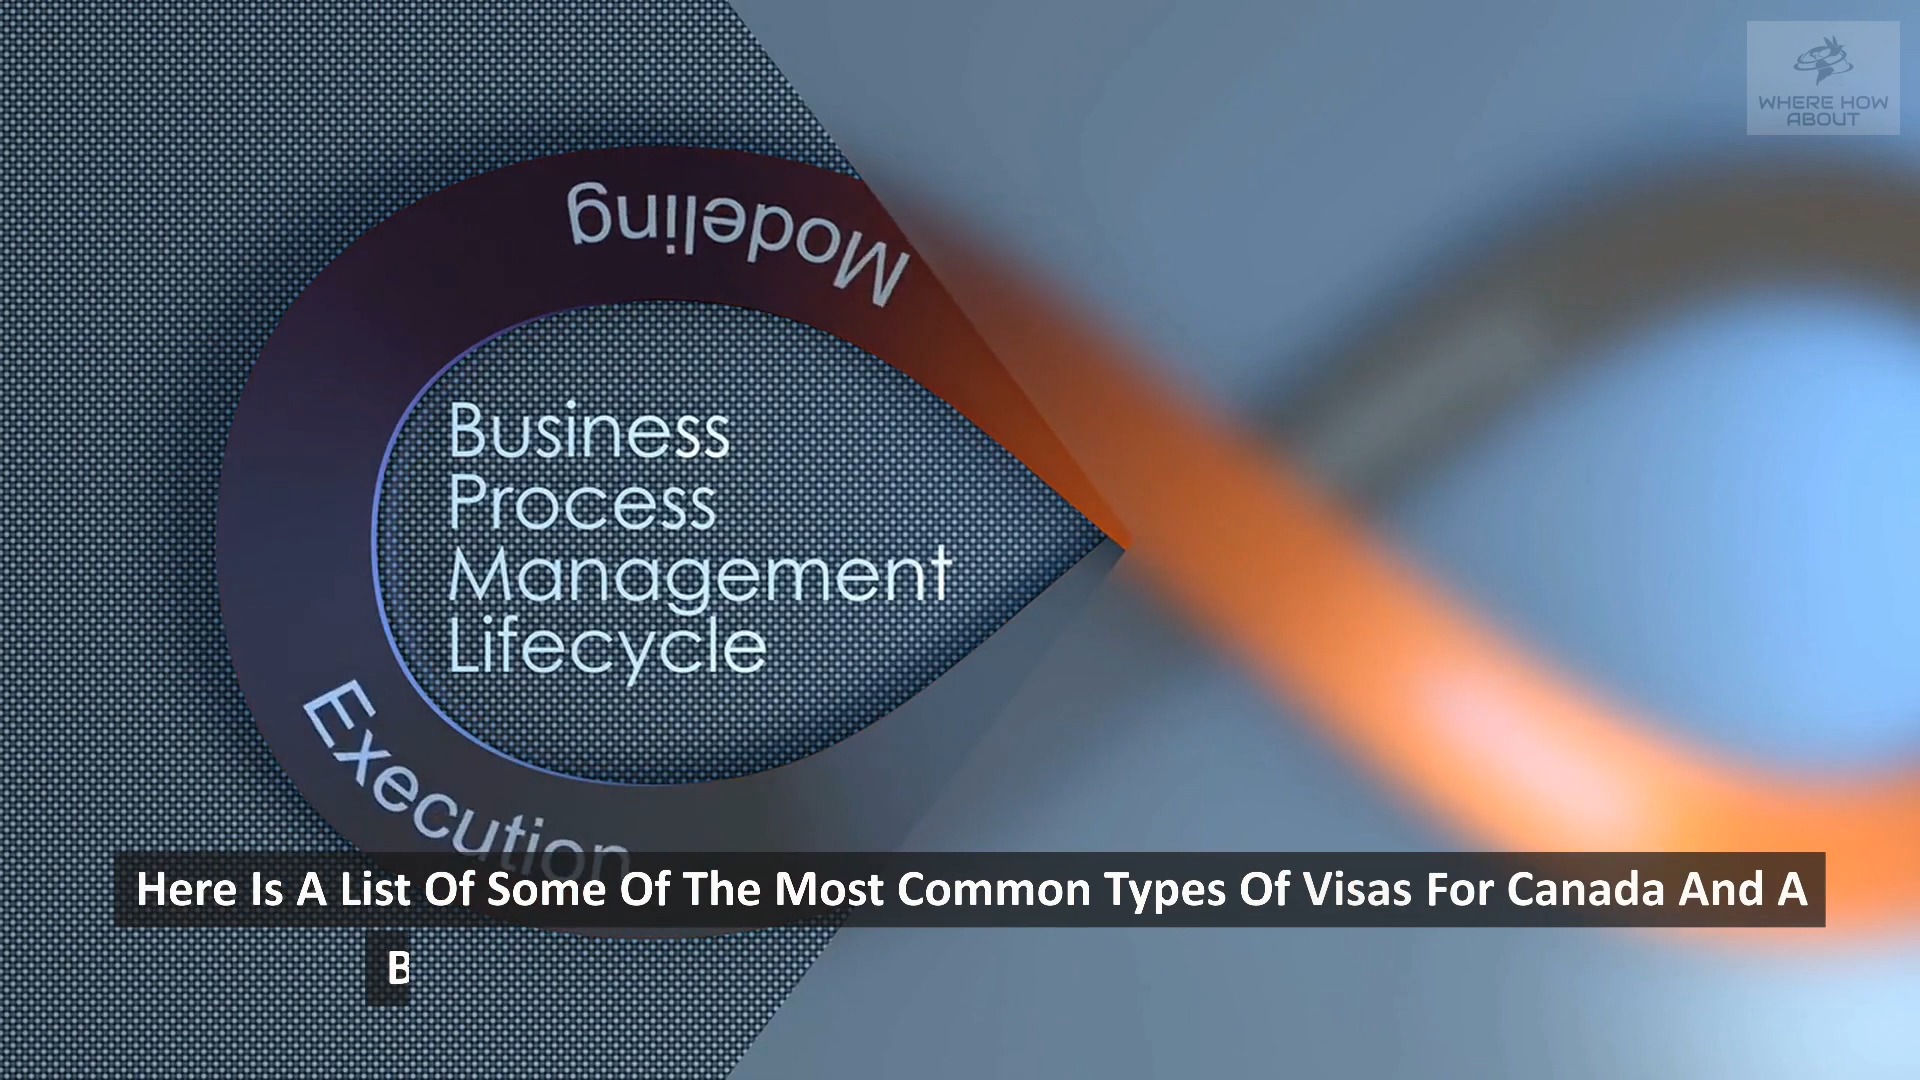 WHERE HOW
ABOUT
Modeling
Business
Process
Management
Lifecycle
Execution
Here Is A List Of Some Of The Most Common Types Of Visas For Canada And A
B